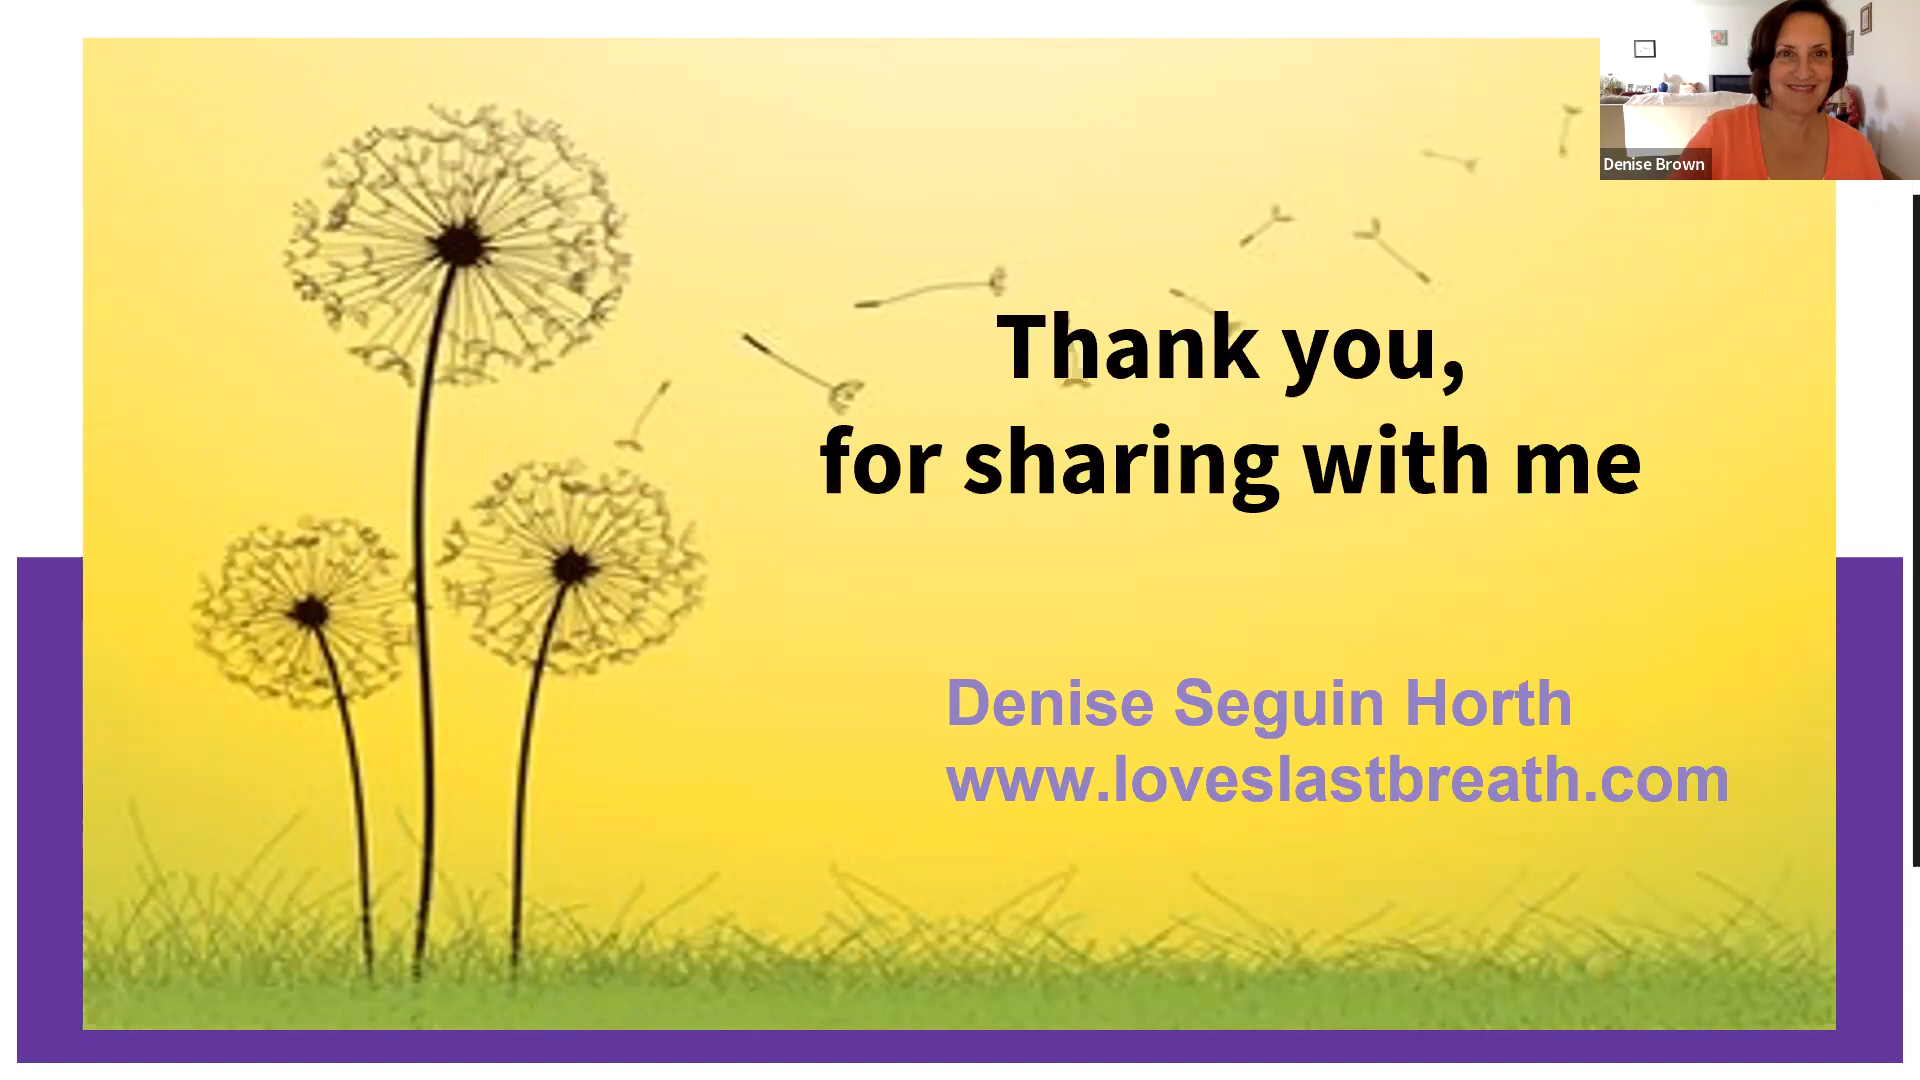 Denise Brown
Thank you,
for sharing with me
Denise Seguin Horth
www.loveslastbreath.com